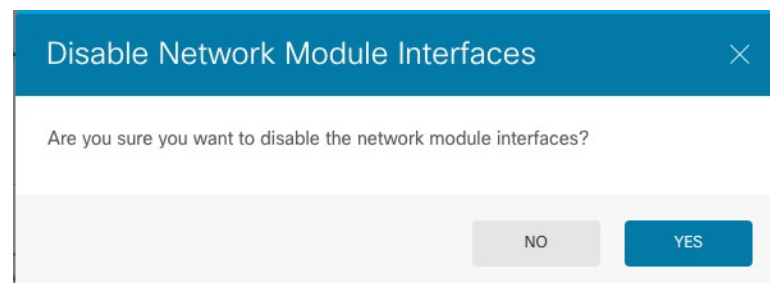 Disable Network Module Interfaces
Are you sure you want to disable the network module interfaces?
NO YES